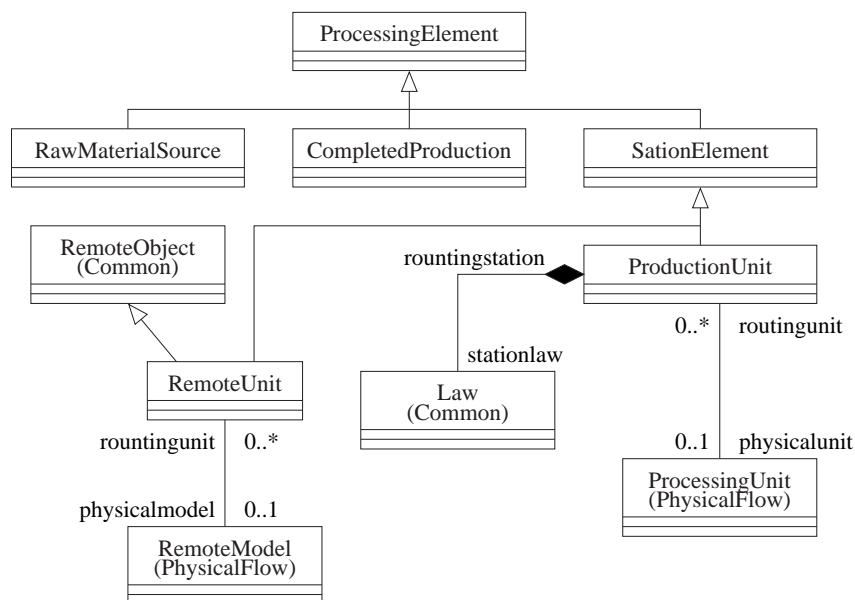 ProcessingElement
RawMaterialSource
CompletedProduction
SationElement
RemoteObject
(Common)
rountingstation
ProductionUnit
0..*
routingunit
stationlaw
RemoteUnit
Law
(Common)
rountingunit
0..*
0..1
physicalunit
ProcessingUnit
(PhysicalFlow)
physicalmodel
0..1
RemoteModel
(PhysicalFlow)